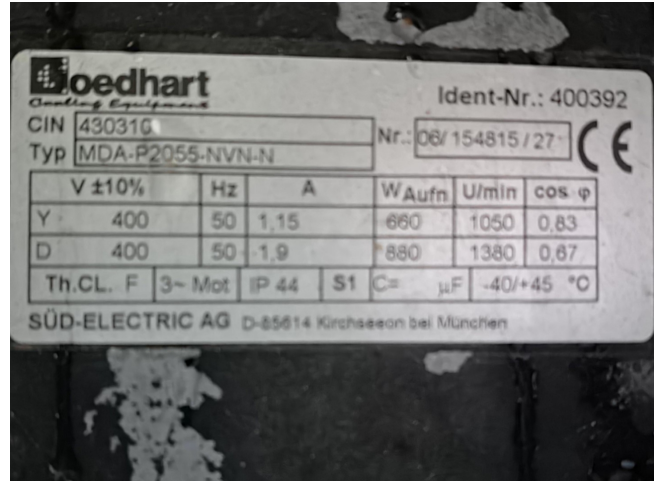 Goedhart
Cooling Equipment
Ident-Nr.: 400392
CIN 430310
Nr.: 06/154815/27
Typ MDA-P2055-NVN-N
V ±10% Hz A WAufn U/min cos φ
Y 400 50 1,15 660 1050 0,83
D 400 50 1,9 880 1380 0,67
Th.CL. F 3~ Mot IP 44 S1 C= µF -40/+45 °C
SÜD-ELECTRIC AG D-85614 Kirchseeon bei München